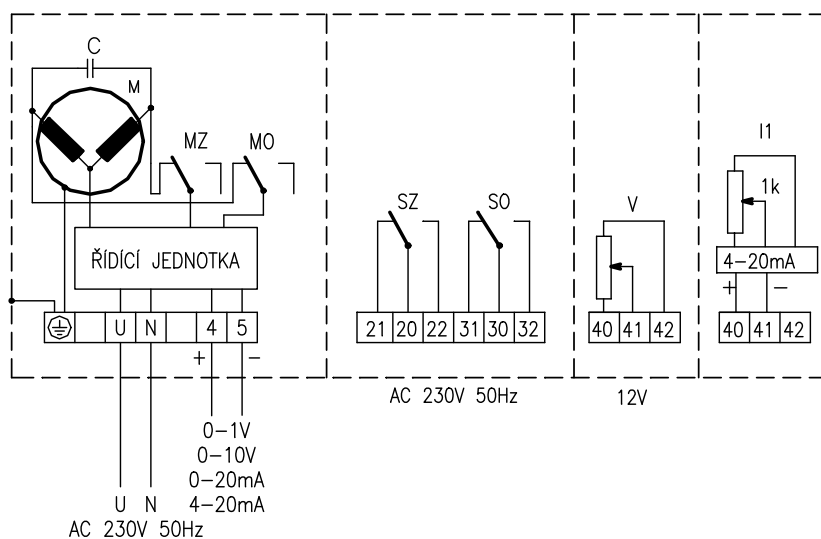 C
M
MZ
MO
ŘÍDÍCÍ JEDNOTKA
U N 4 5
+ −
0−1V
0−10V
0−20mA
4−20mA
U N
AC 230V 50Hz
SZ
SO
21 20 22 31 30 32
AC 230V 50Hz
V
40 41 42
12V
I1
1k
4−20mA
+ −
40 41 42